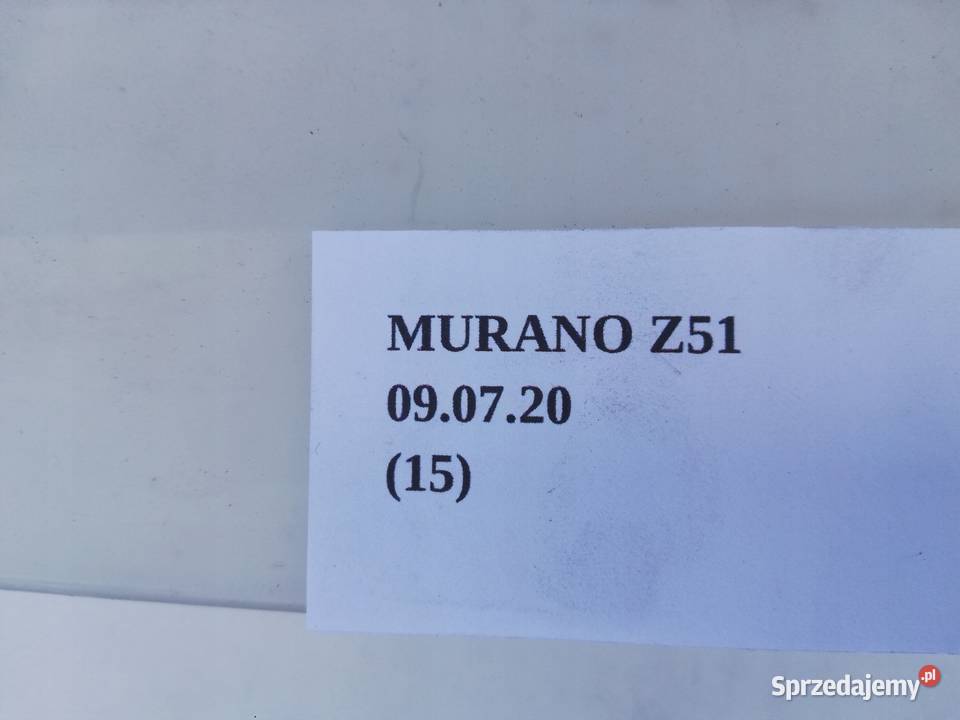 MURANO Z51
09.07.20
(15)
Sprzedajemy.pl